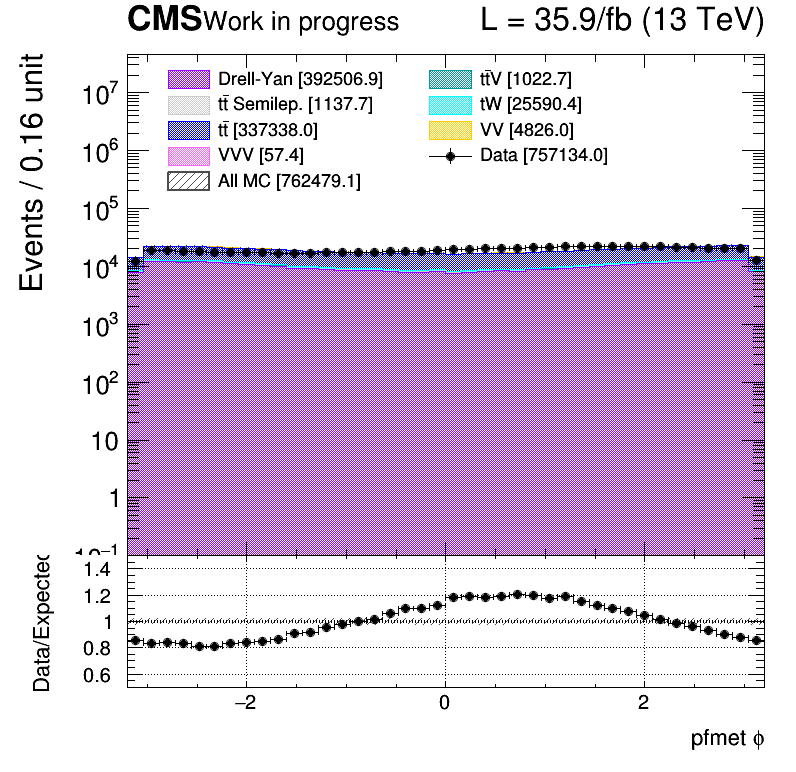 CMS Work in progress L = 35.9/fb (13 TeV)
Events / 0.16 unit
Drell-Yan [392506.9]
tt̄ Semilep. [1137.7]
tt̄ [337338.0]
VVV [57.4]
All MC [762479.1]
tt̄V [1022.7]
tW [25590.4]
VV [4826.0]
Data [757134.0]
10⁷
10⁶
10⁵
10⁴
10³
10²
10
1
10⁻¹
Data/Expected
1.4
1.2
1
0.8
0.6
−2 0 2
pfmet ϕ